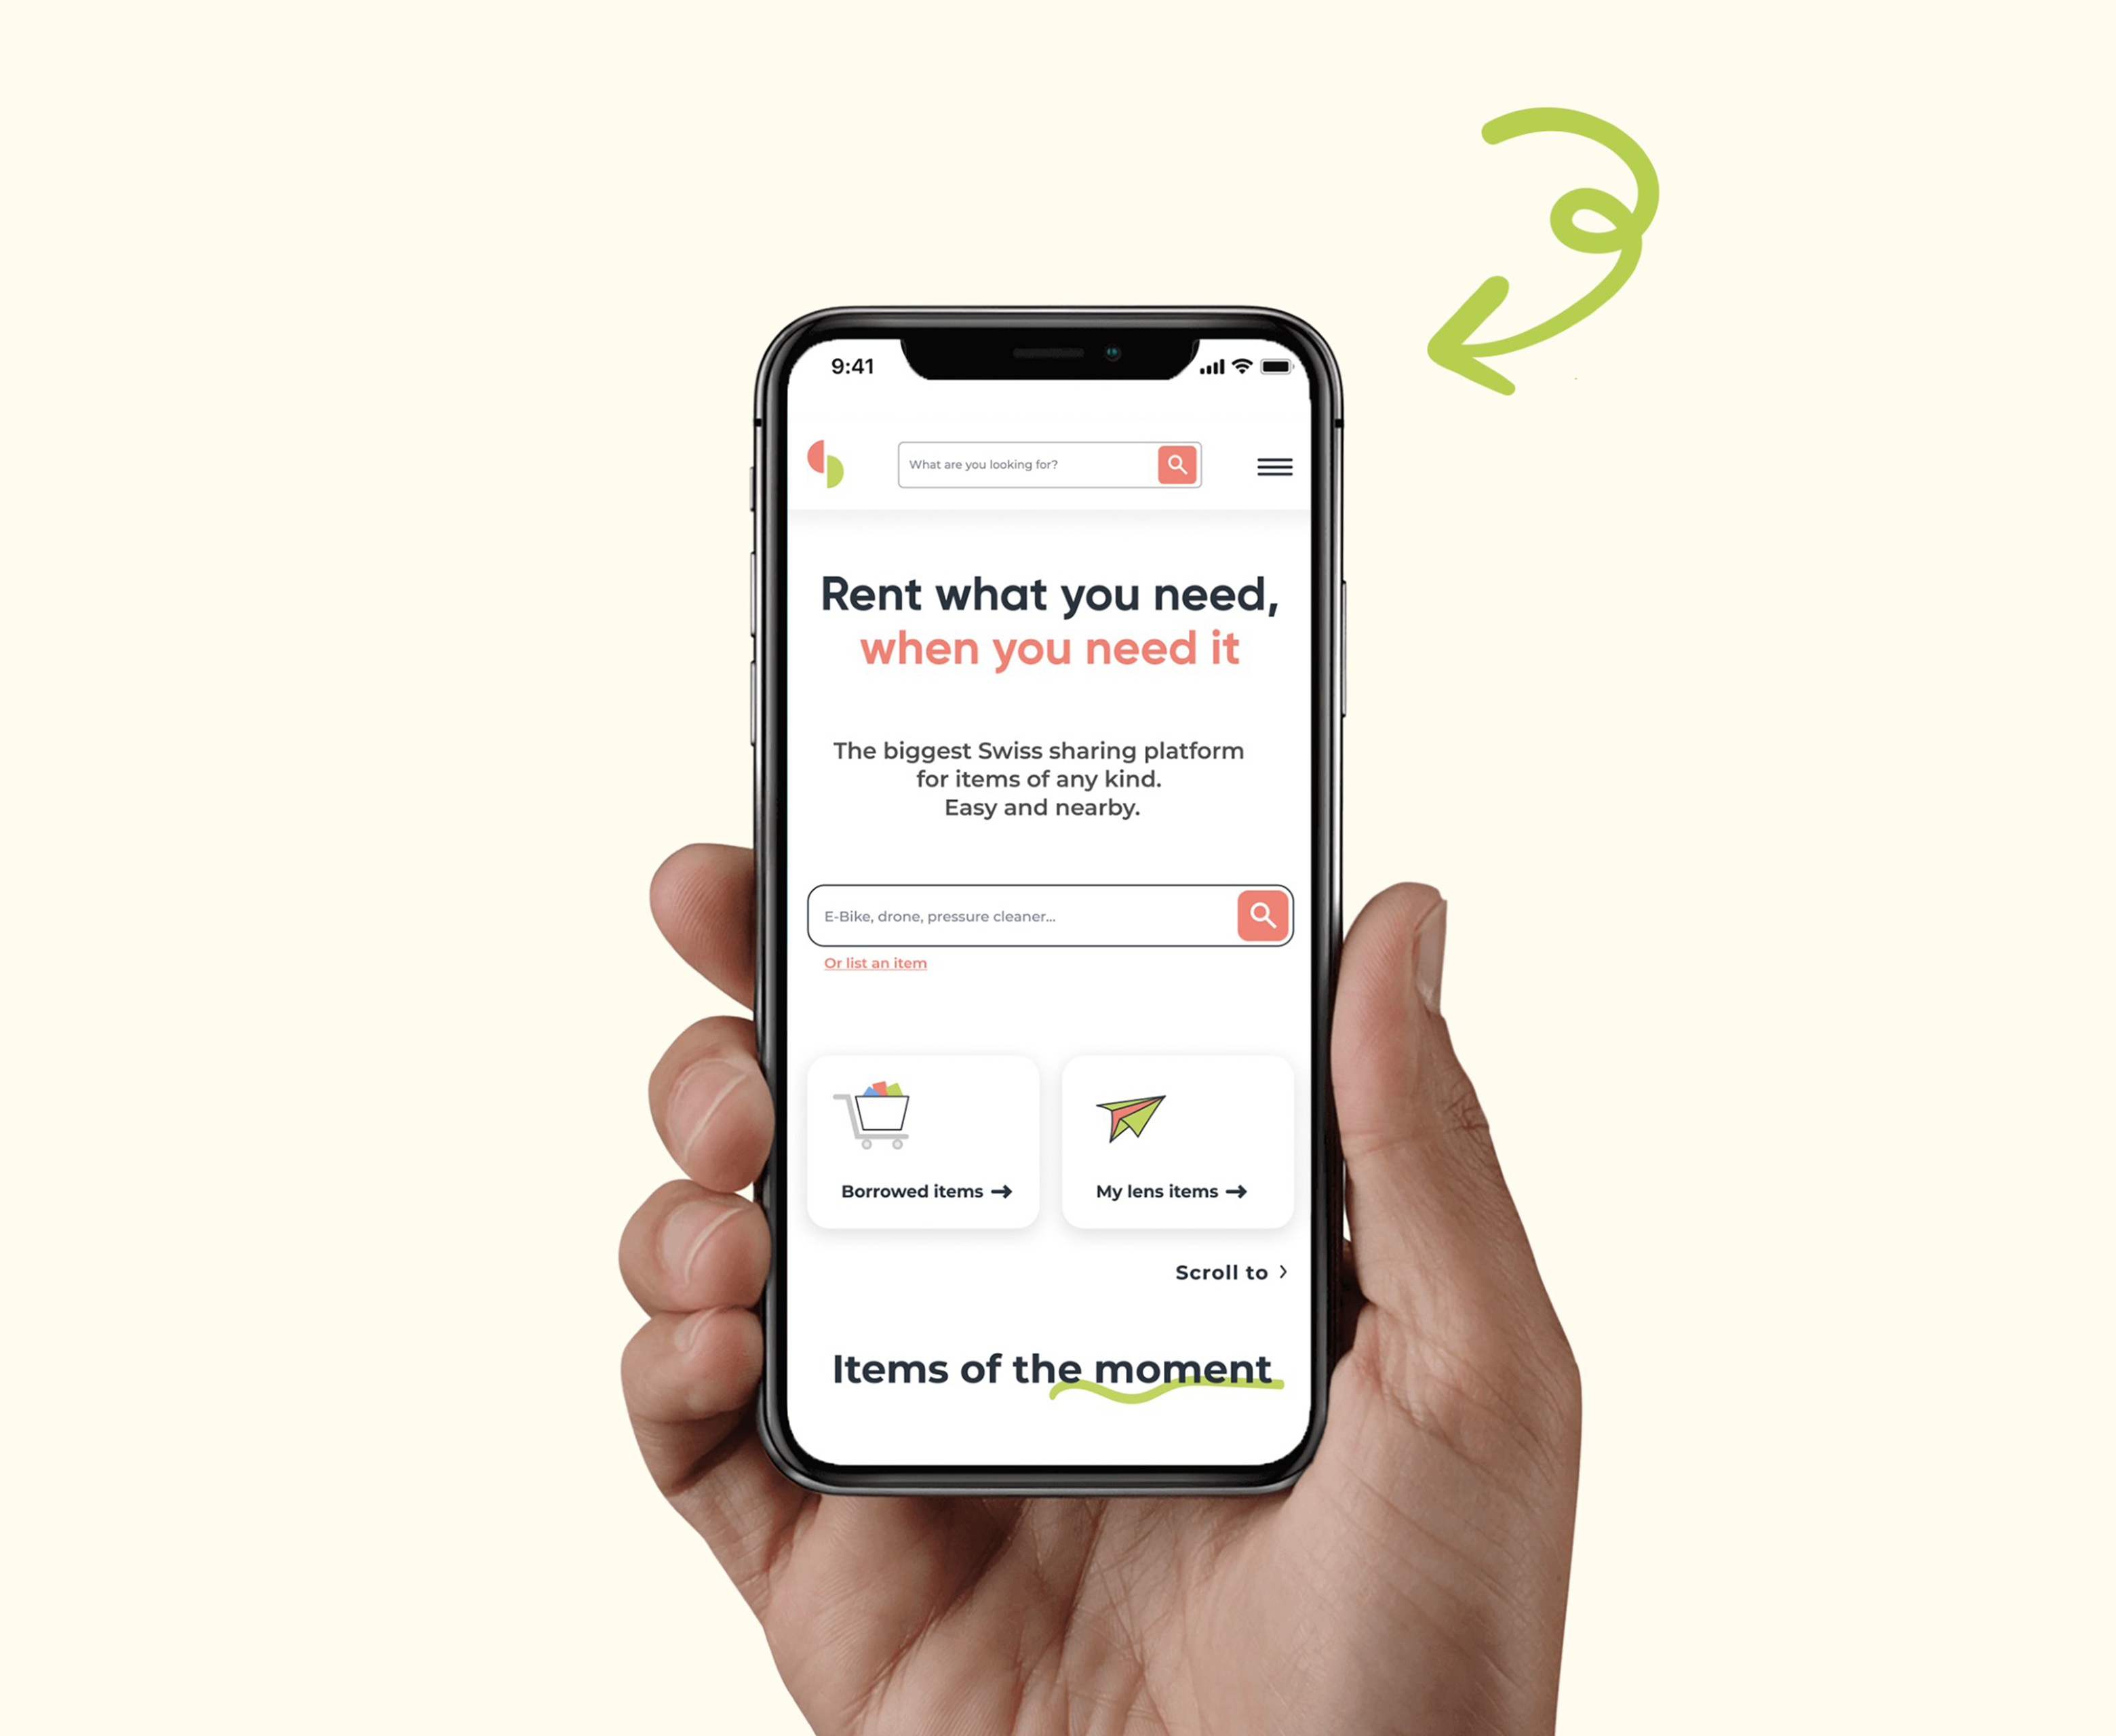 9:41
What are you looking for?
Rent what you need,
when you need it
The biggest Swiss sharing platform
for items of any kind.
Easy and nearby.
E-Bike, drone, pressure cleaner...
Or list an item
Borrowed items →
My lens items →
Scroll to >
Items of the moment